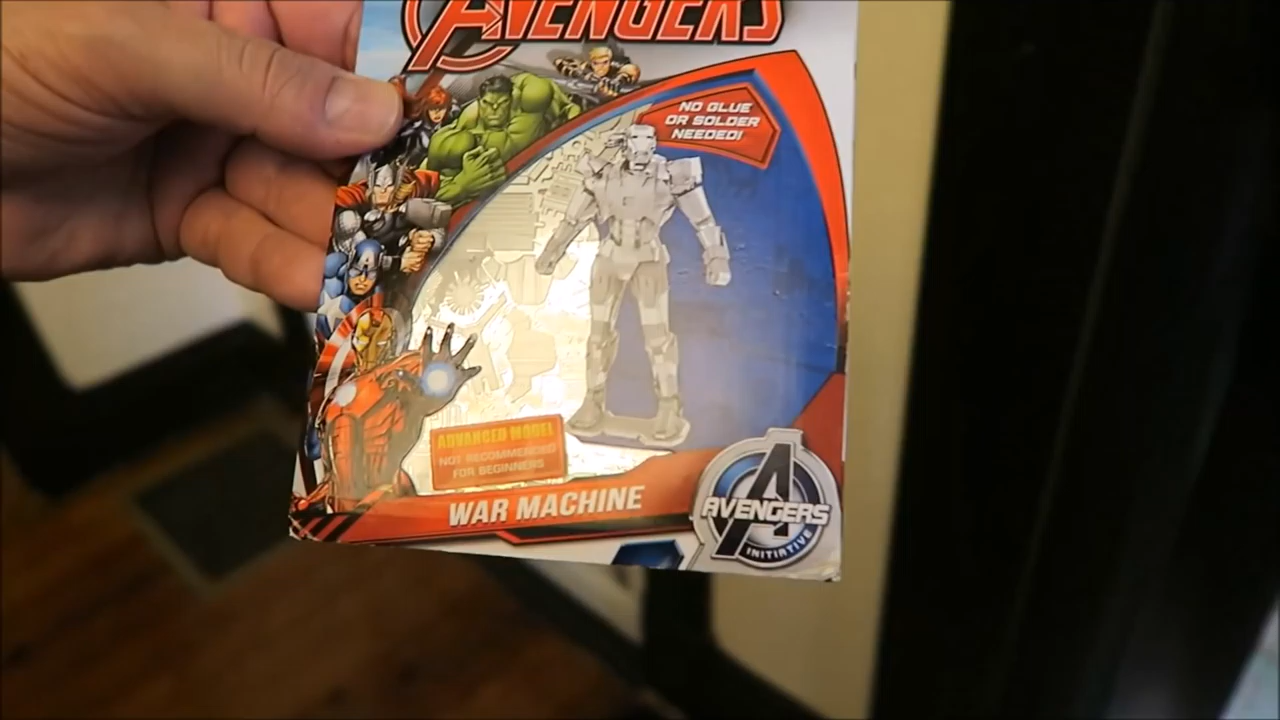 AVENGERS
NO GLUE
OR SOLDER
NEEDED!
ADVANCED MODEL
NOT RECOMMENDED
FOR BEGINNERS
WAR MACHINE
AVENGERS
INITIATIVE